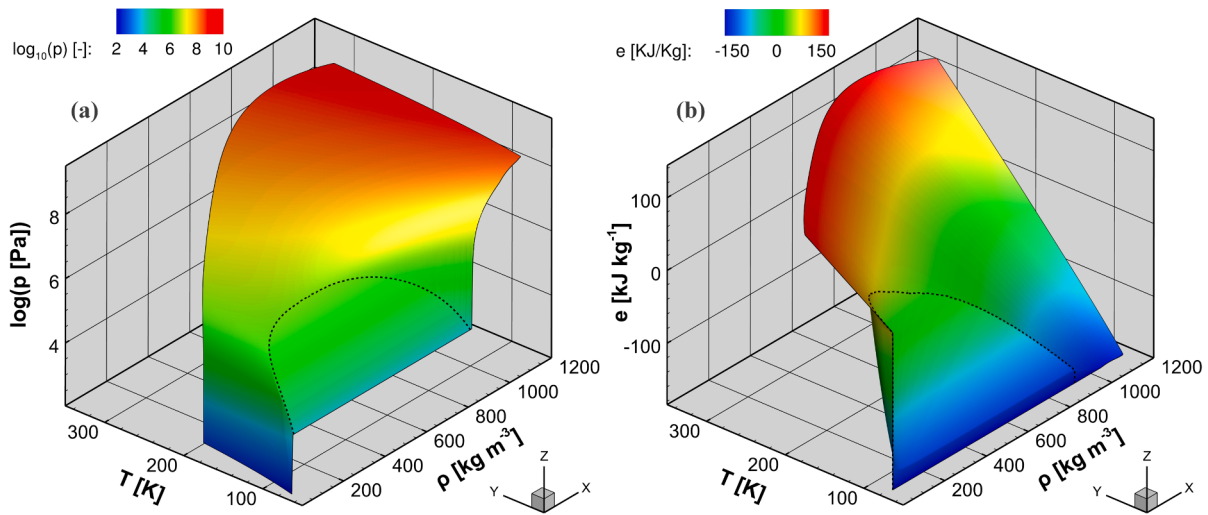 log₁₀(p) [-]: 2 4 6 8 10
(a)
log(p [Pa])
8
6
4
300
200
100
T [K]
200
400
600
800
1000
1200
ρ [kg m⁻³]
Z
Y
X
e [KJ/Kg]: -150 0 150
(b)
e [kJ kg⁻¹]
100
0
-100
300
200
100
T [K]
200
400
600
800
1000
1200
ρ [kg m⁻³]
Z
Y
X